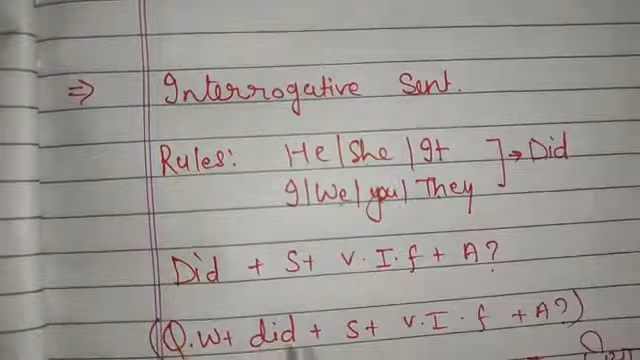 ⇒ Interrogative Sent.
Rules: He/She/It ] → Did
I/We/you/They
Did + S+ V.I.f + A?
(Q.W+ did + S+ V.I.f + A?)